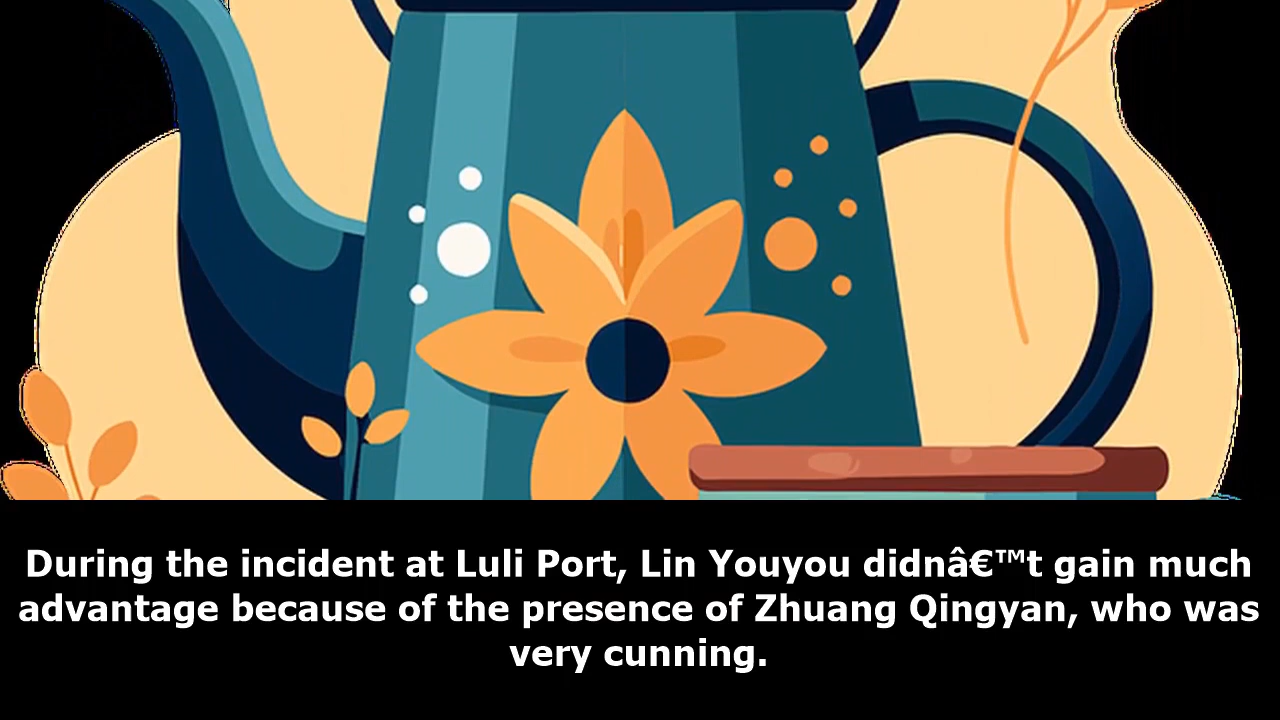 During the incident at Luli Port, Lin Youyou didnâ€™t gain much
advantage because of the presence of Zhuang Qingyan, who was
very cunning.